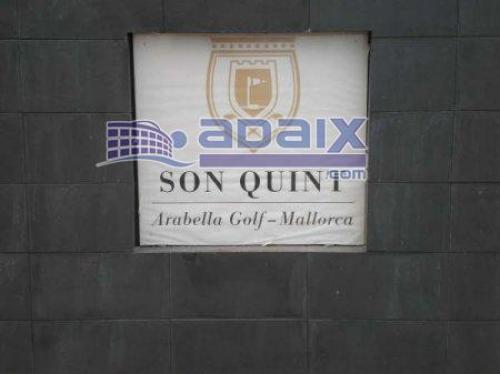 adaix
.com
SON QUINT
Arabella Golf – Mallorca